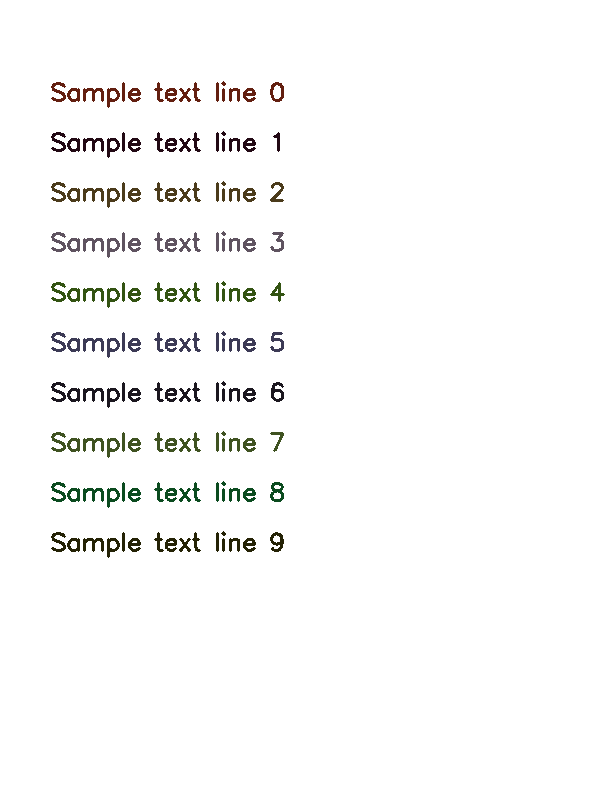 Sample text line 0
Sample text line 1
Sample text line 2
Sample text line 3
Sample text line 4
Sample text line 5
Sample text line 6
Sample text line 7
Sample text line 8
Sample text line 9